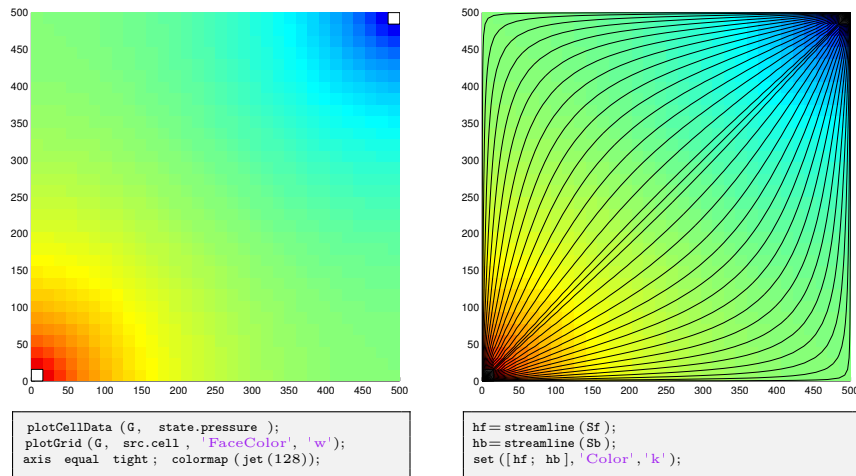 500
450
400
350
300
250
200
150
100
50
0
0 50 100 150 200 250 300 350 400 450 500
500
450
400
350
300
250
200
150
100
50
0
0 50 100 150 200 250 300 350 400 450 500
plotCellData (G, state.pressure );
plotGrid (G, src.cell , 'FaceColor', 'w');
axis equal tight; colormap (jet(128));
hf=streamline (Sf);
hb=streamline (Sb);
set ([hf; hb],'Color','k');